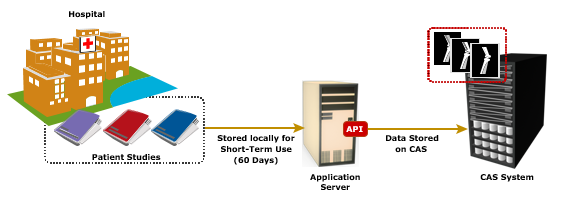 Hospital
Patient Studies
Stored locally for
Short-Term Use
(60 Days)
API
Application
Server
Data Stored
on CAS
CAS System